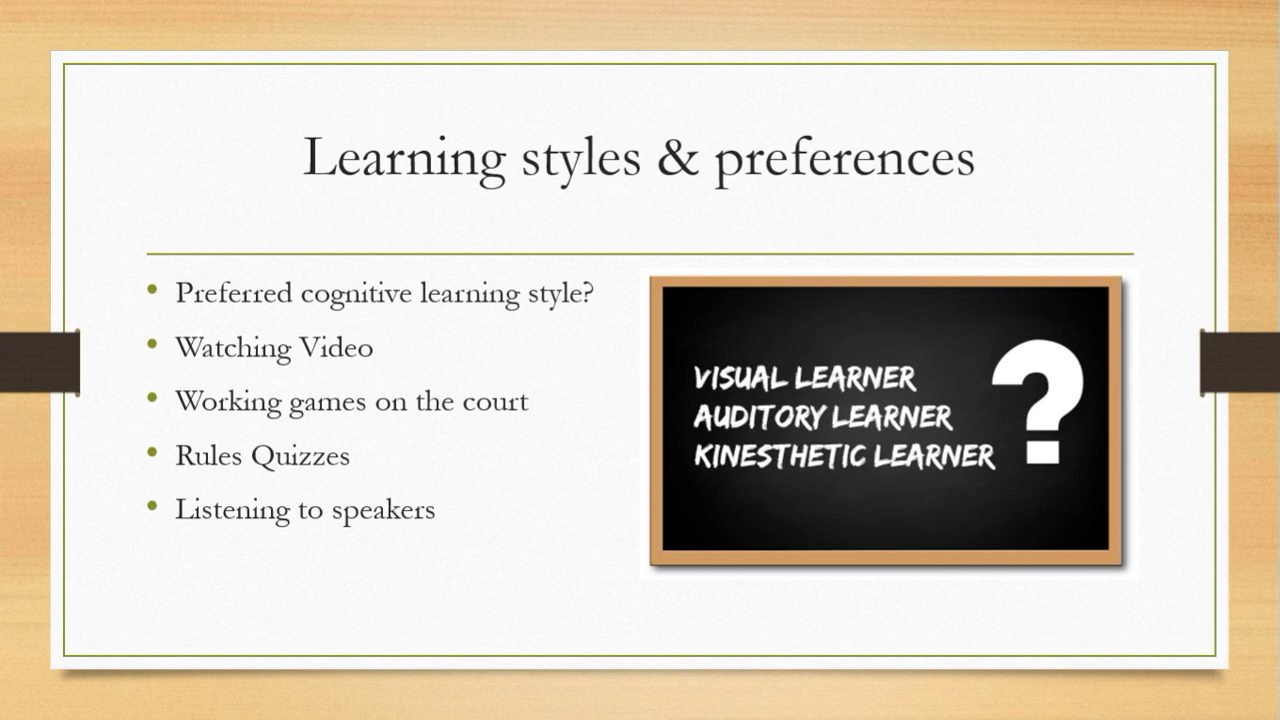 Learning styles & preferences
• Preferred cognitive learning style?
• Watching Video
• Working games on the court
• Rules Quizzes
• Listening to speakers
VISUAL LEARNER
AUDITORY LEARNER
KINESTHETIC LEARNER
?